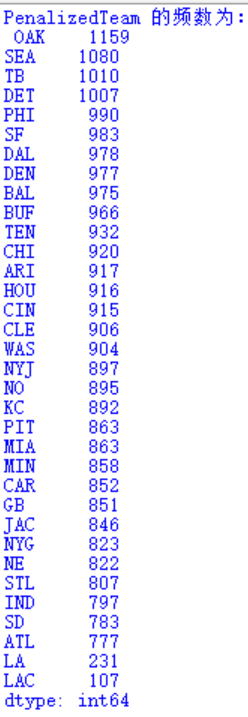 PenalizedTeam 的频数为:
OAK 1159
SEA 1080
TB 1010
DET 1007
PHI 990
SF 983
DAL 978
DEN 977
BAL 975
BUF 966
TEN 932
CHI 920
ARI 917
HOU 916
CIN 915
CLE 906
WAS 904
NYJ 897
NO 895
KC 892
PIT 863
MIA 863
MIN 858
CAR 852
GB 851
JAC 846
NYG 823
NE 822
STL 807
IND 797
SD 783
ATL 777
LA 231
LAC 107
dtype: int64